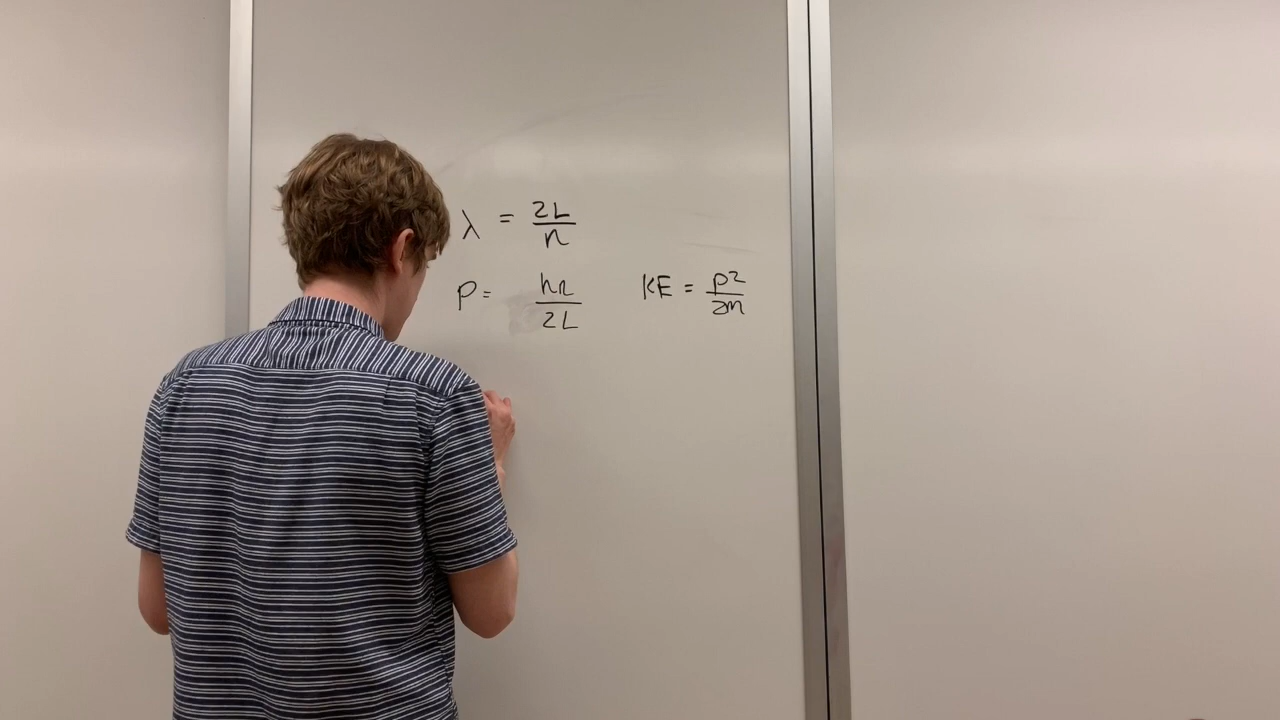 λ = 2L/n
P = hn/2L KE = p²/2m